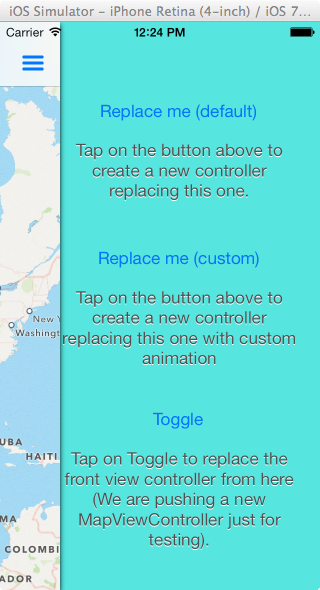 iOS Simulator - iPhone Retina (4-inch) / iOS 7...
Carrier 12:24 PM
Replace me (default)
Tap on the button above to
create a new controller
replacing this one.
Replace me (custom)
Tap on the button above to
create a new controller
replacing this one with custom
animation
Toggle
Tap on Toggle to replace the
front view controller from here
(We are pushing a new
MapViewController just for
testing).
New Y
Washingt
UBA
HAITI
MA
COLOMBI
ADOR